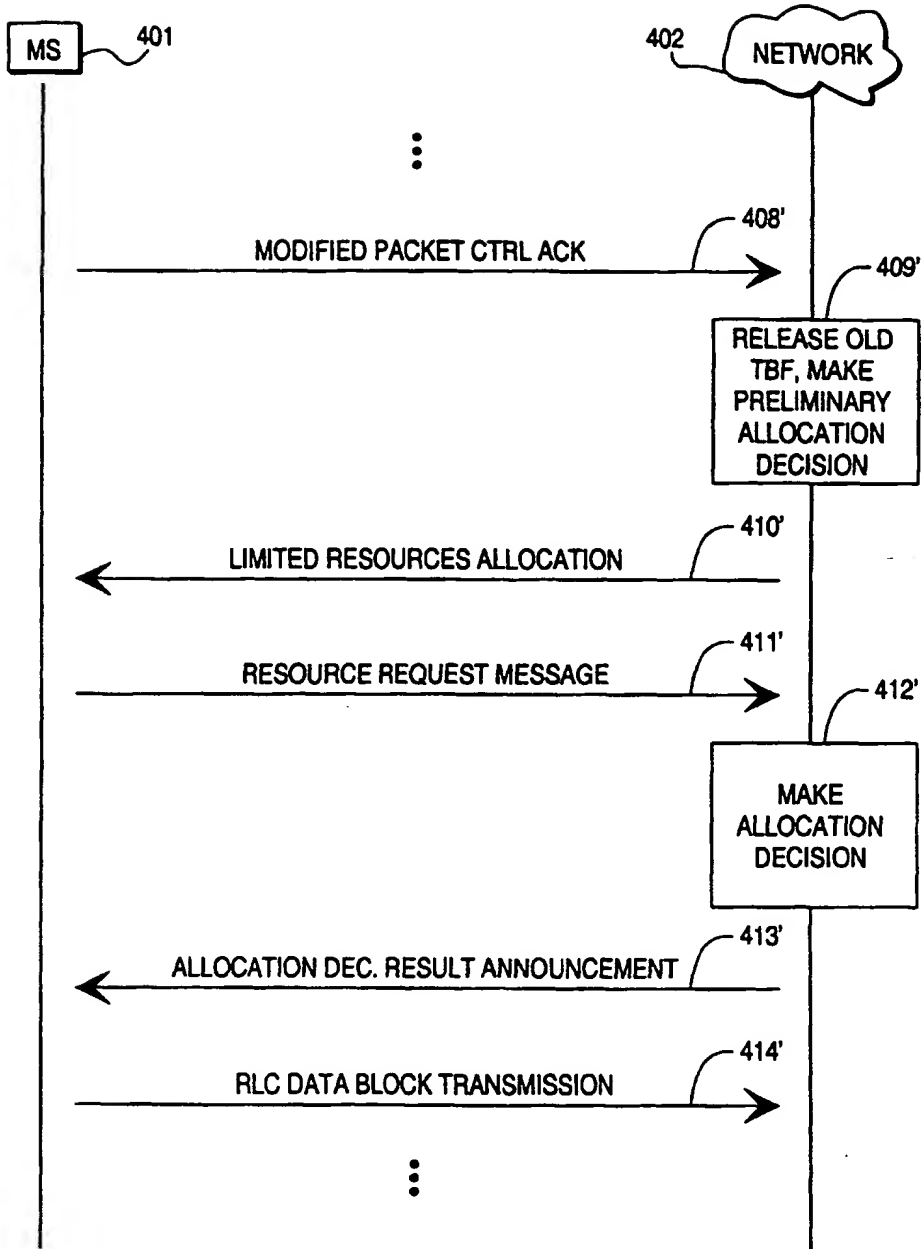 MS
401
402
NETWORK
408'
MODIFIED PACKET CTRL ACK
409'
RELEASE OLD
TBF, MAKE
PRELIMINARY
ALLOCATION
DECISION
410'
LIMITED RESOURCES ALLOCATION
411'
RESOURCE REQUEST MESSAGE
412'
MAKE
ALLOCATION
DECISION
413'
ALLOCATION DEC. RESULT ANNOUNCEMENT
414'
RLC DATA BLOCK TRANSMISSION